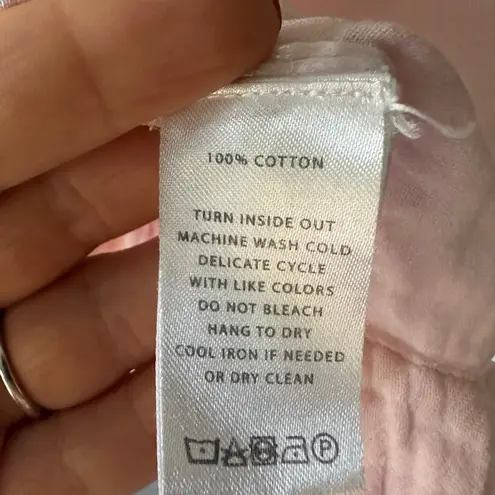 100% COTTON
TURN INSIDE OUT
MACHINE WASH COLD
DELICATE CYCLE
WITH LIKE COLORS
DO NOT BLEACH
HANG TO DRY
COOL IRON IF NEEDED
OR DRY CLEAN
P